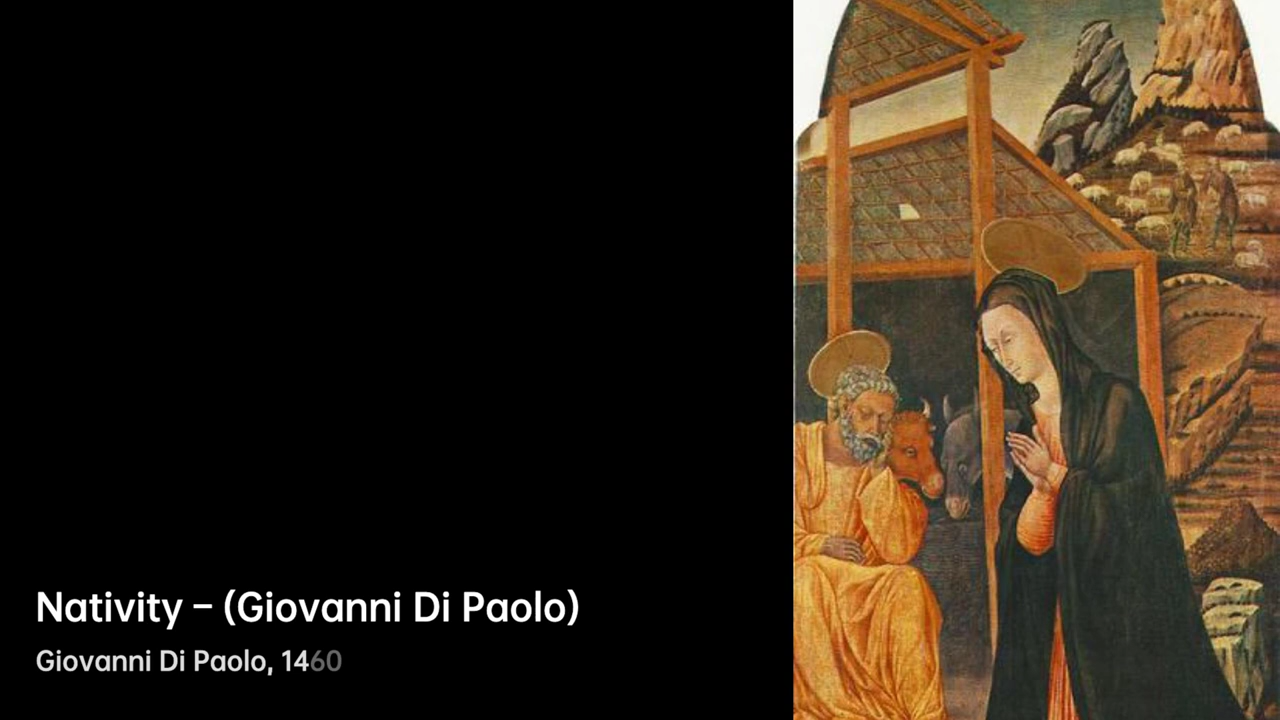 Nativity – (Giovanni Di Paolo)
Giovanni Di Paolo, 1460